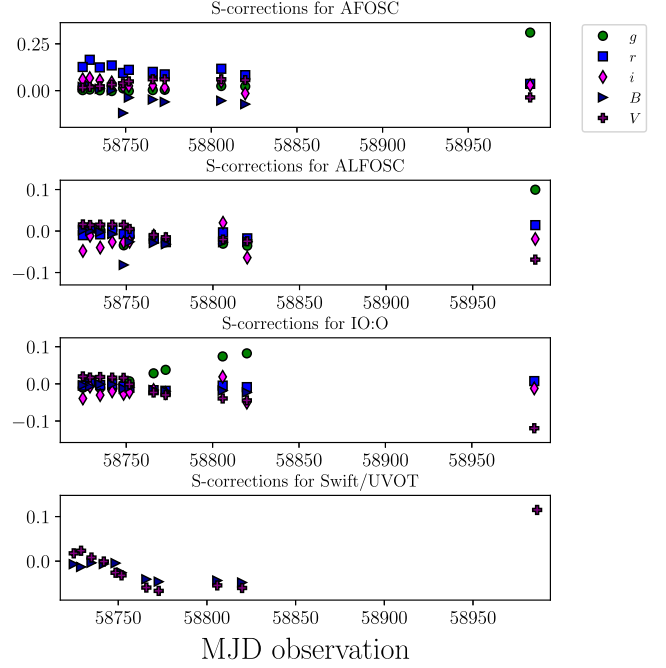 S-corrections for AFOSC
0.25
0.00
58750 58800 58850 58900 58950
g
r
i
B
V
S-corrections for ALFOSC
0.1
0.0
−0.1
58750 58800 58850 58900 58950
S-corrections for IO:O
0.1
0.0
−0.1
58750 58800 58850 58900 58950
S-corrections for Swift/UVOT
0.1
0.0
58750 58800 58850 58900 58950
MJD observation